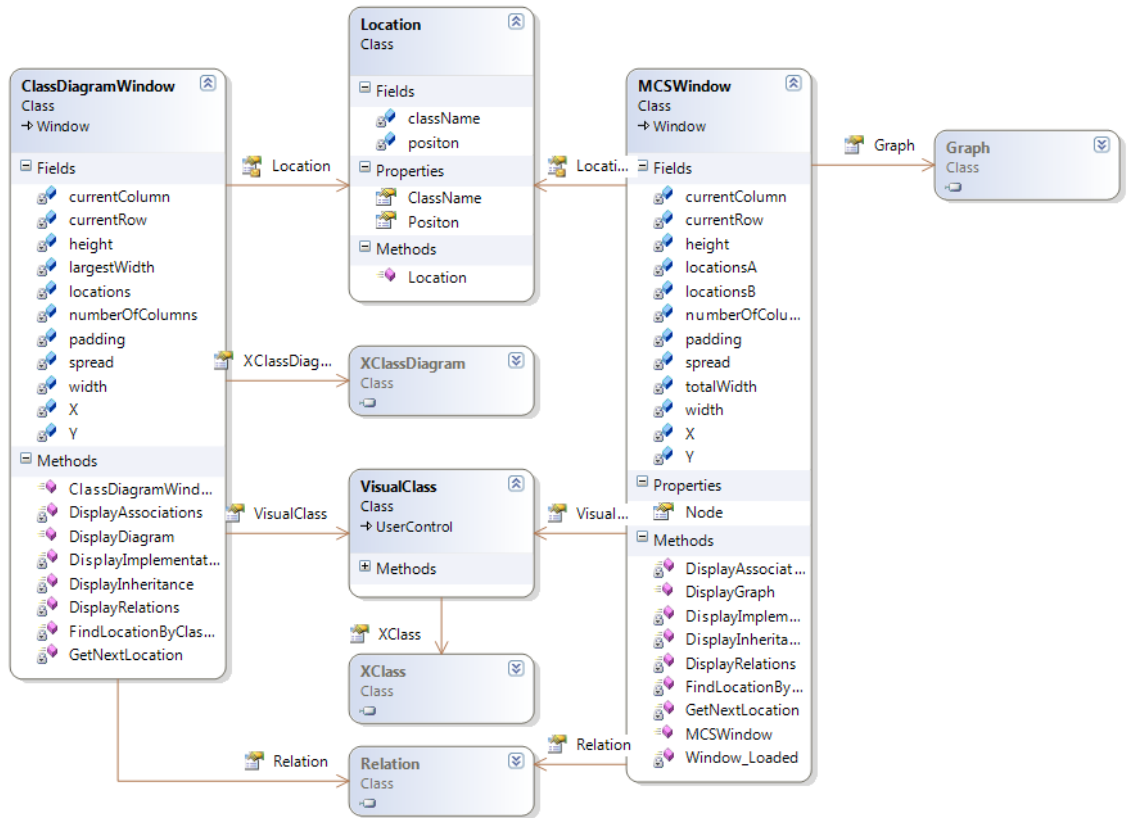 ClassDiagramWindow
Class
Window
Fields
currentColumn
currentRow
height
largestWidth
locations
numberOfColumns
padding
spread
width
X
Y
Methods
ClassDiagramWind...
DisplayAssociations
DisplayDiagram
DisplayImplementat...
DisplayInheritance
DisplayRelations
FindLocationByClas...
GetNextLocation
Location
XClassDiag...
VisualClass
Relation
Location
Class
Fields
className
positon
Properties
ClassName
Positon
Methods
Location
XClassDiagram
Class
VisualClass
Class
UserControl
Methods
XClass
XClass
Class
Relation
Class
Locati...
Visual...
Relation
MCSWindow
Class
Window
Fields
currentColumn
currentRow
height
locationsA
locationsB
numberOfColu...
padding
spread
totalWidth
width
X
Y
Properties
Node
Methods
DisplayAssociat...
DisplayGraph
DisplayImplem...
DisplayInherita...
DisplayRelations
FindLocationBy...
GetNextLocation
MCSWindow
Window_Loaded
Graph
Graph
Class